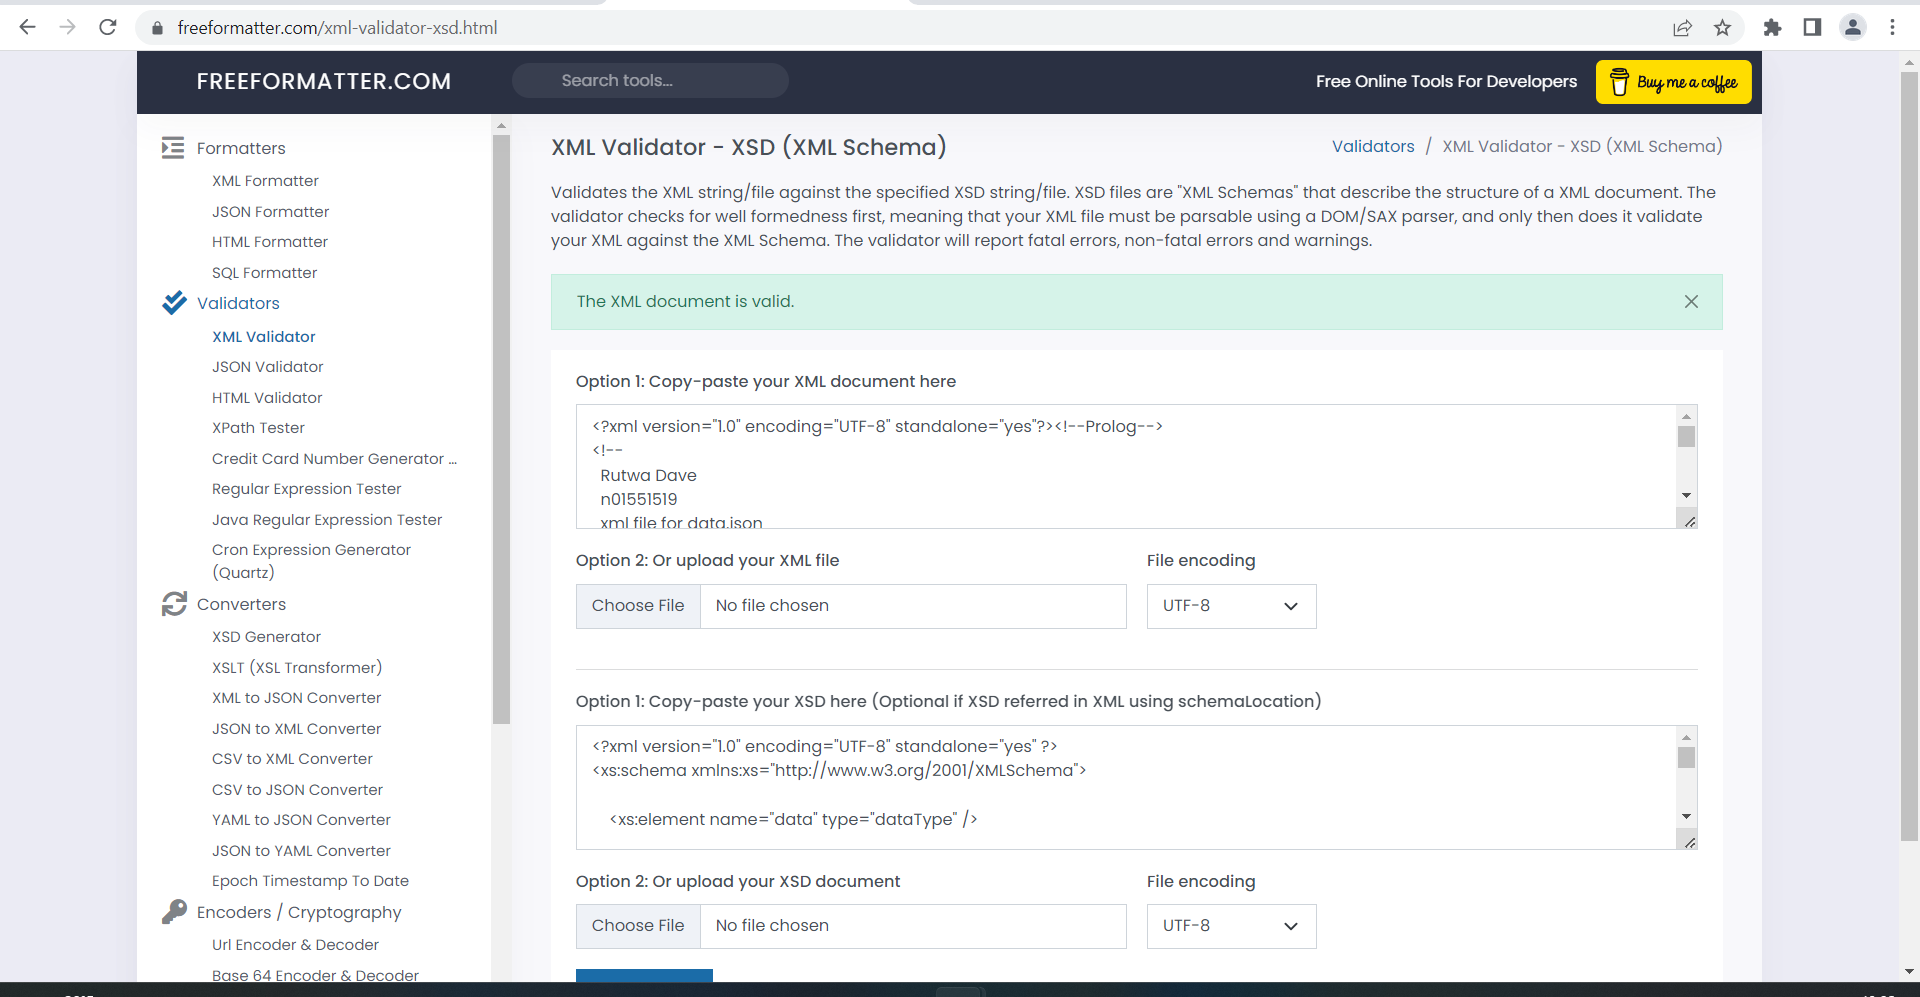 freeformatter.com/xml-validator-xsd.html
FREEFORMATTER.COM
Search tools...
Free Online Tools For Developers
Buy me a coffee
Formatters
XML Formatter
JSON Formatter
HTML Formatter
SQL Formatter
Validators
XML Validator
JSON Validator
HTML Validator
XPath Tester
Credit Card Number Generator ...
Regular Expression Tester
Java Regular Expression Tester
Cron Expression Generator
(Quartz)
Converters
XSD Generator
XSLT (XSL Transformer)
XML to JSON Converter
JSON to XML Converter
CSV to XML Converter
CSV to JSON Converter
YAML to JSON Converter
JSON to YAML Converter
Epoch Timestamp To Date
Encoders / Cryptography
Url Encoder & Decoder
Base 64 Encoder & Decoder
XML Validator - XSD (XML Schema)
Validators / XML Validator - XSD (XML Schema)
Validates the XML string/file against the specified XSD string/file. XSD files are "XML Schemas" that describe the structure of a XML document. The
validator checks for well formedness first, meaning that your XML file must be parsable using a DOM/SAX parser, and only then does it validate
your XML against the XML Schema. The validator will report fatal errors, non-fatal errors and warnings.
The XML document is valid.
Option 1: Copy-paste your XML document here
<?xml version="1.0" encoding="UTF-8" standalone="yes"?><!--Prolog-->
<!--
Rutwa Dave
n01551519
xml file for data.json
Option 2: Or upload your XML file
File encoding
Choose File No file chosen
UTF-8
Option 1: Copy-paste your XSD here (Optional if XSD referred in XML using schemaLocation)
<?xml version="1.0" encoding="UTF-8" standalone="yes" ?>
<xs:schema xmlns:xs="http://www.w3.org/2001/XMLSchema">
<xs:element name="data" type="dataType" />
Option 2: Or upload your XSD document
File encoding
Choose File No file chosen
UTF-8